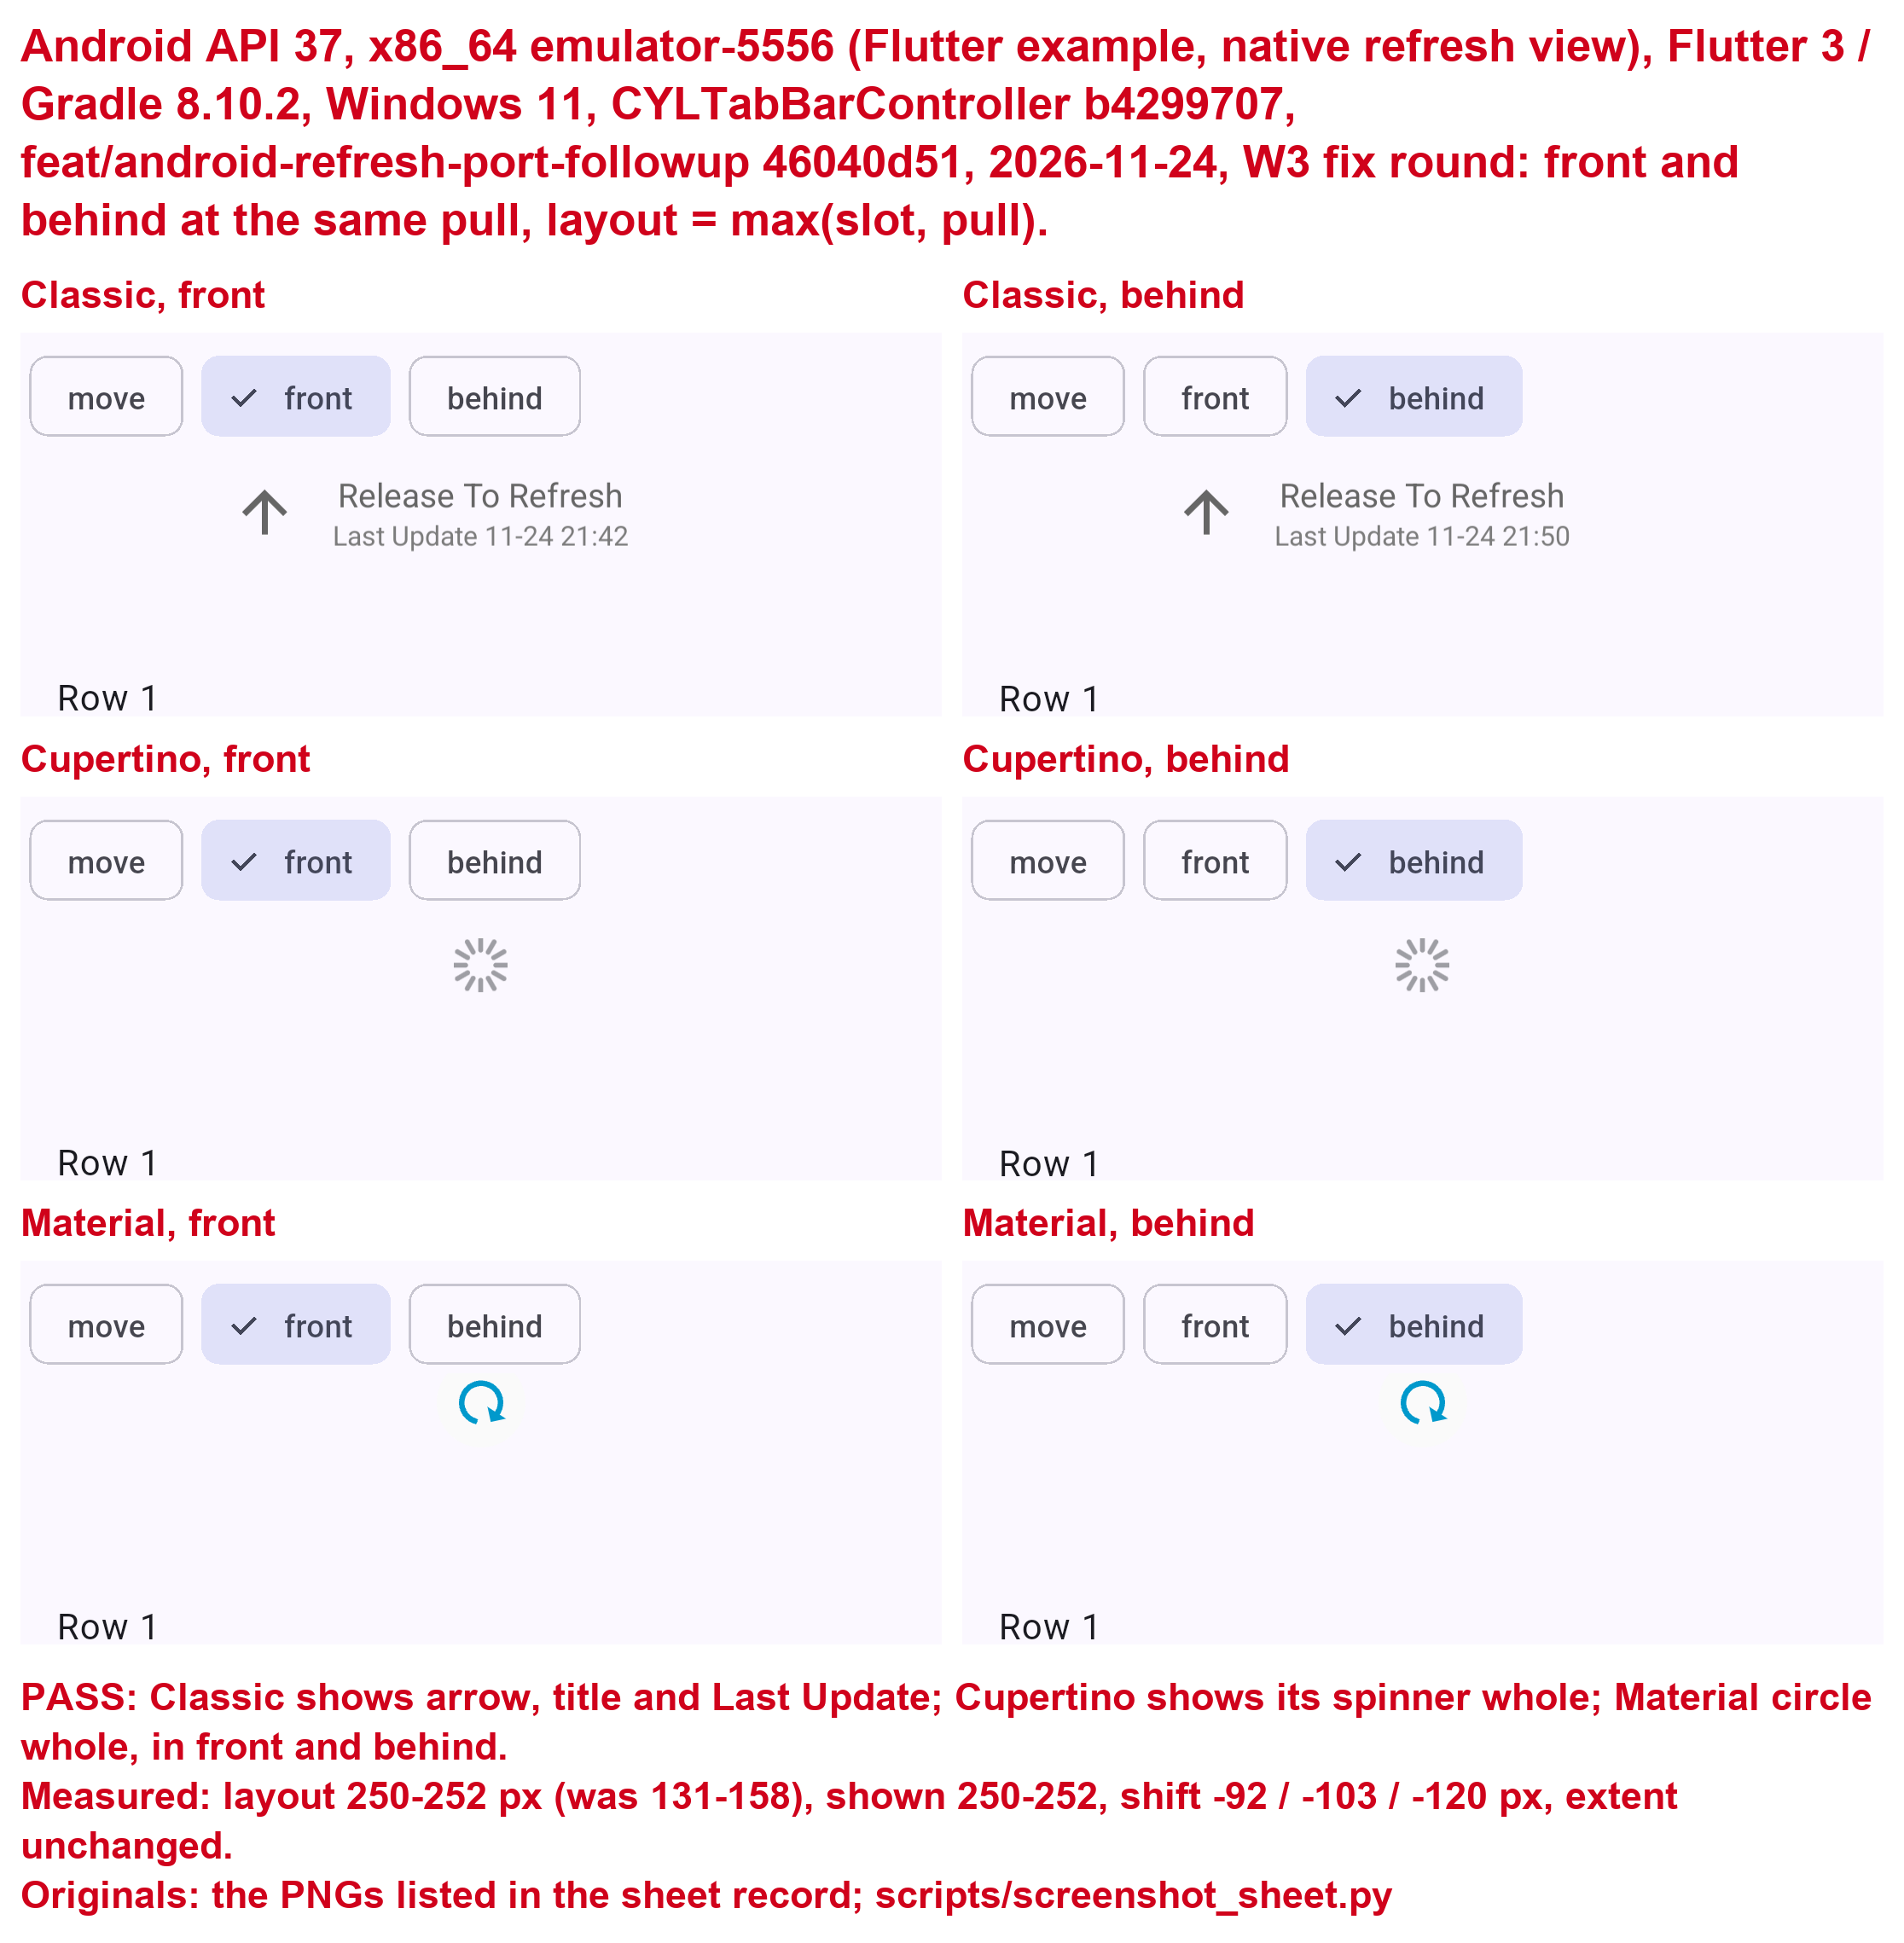 Android API 37, x86_64 emulator-5556 (Flutter example, native refresh view), Flutter 3 /
Gradle 8.10.2, Windows 11, CYLTabBarController b4299707,
feat/android-refresh-port-followup 46040d51, 2026-11-24, W3 fix round: front and
behind at the same pull, layout = max(slot, pull).
Classic, front
move front behind
Release To Refresh
Last Update 11-24 21:42
Row 1
Classic, behind
move front behind
Release To Refresh
Last Update 11-24 21:50
Row 1
Cupertino, front
move front behind
Row 1
Cupertino, behind
move front behind
Row 1
Material, front
move front behind
Row 1
Material, behind
move front behind
Row 1
PASS: Classic shows arrow, title and Last Update; Cupertino shows its spinner whole; Material circle
whole, in front and behind.
Measured: layout 250-252 px (was 131-158), shown 250-252, shift -92 / -103 / -120 px, extent
unchanged.
Originals: the PNGs listed in the sheet record; scripts/screenshot_sheet.py